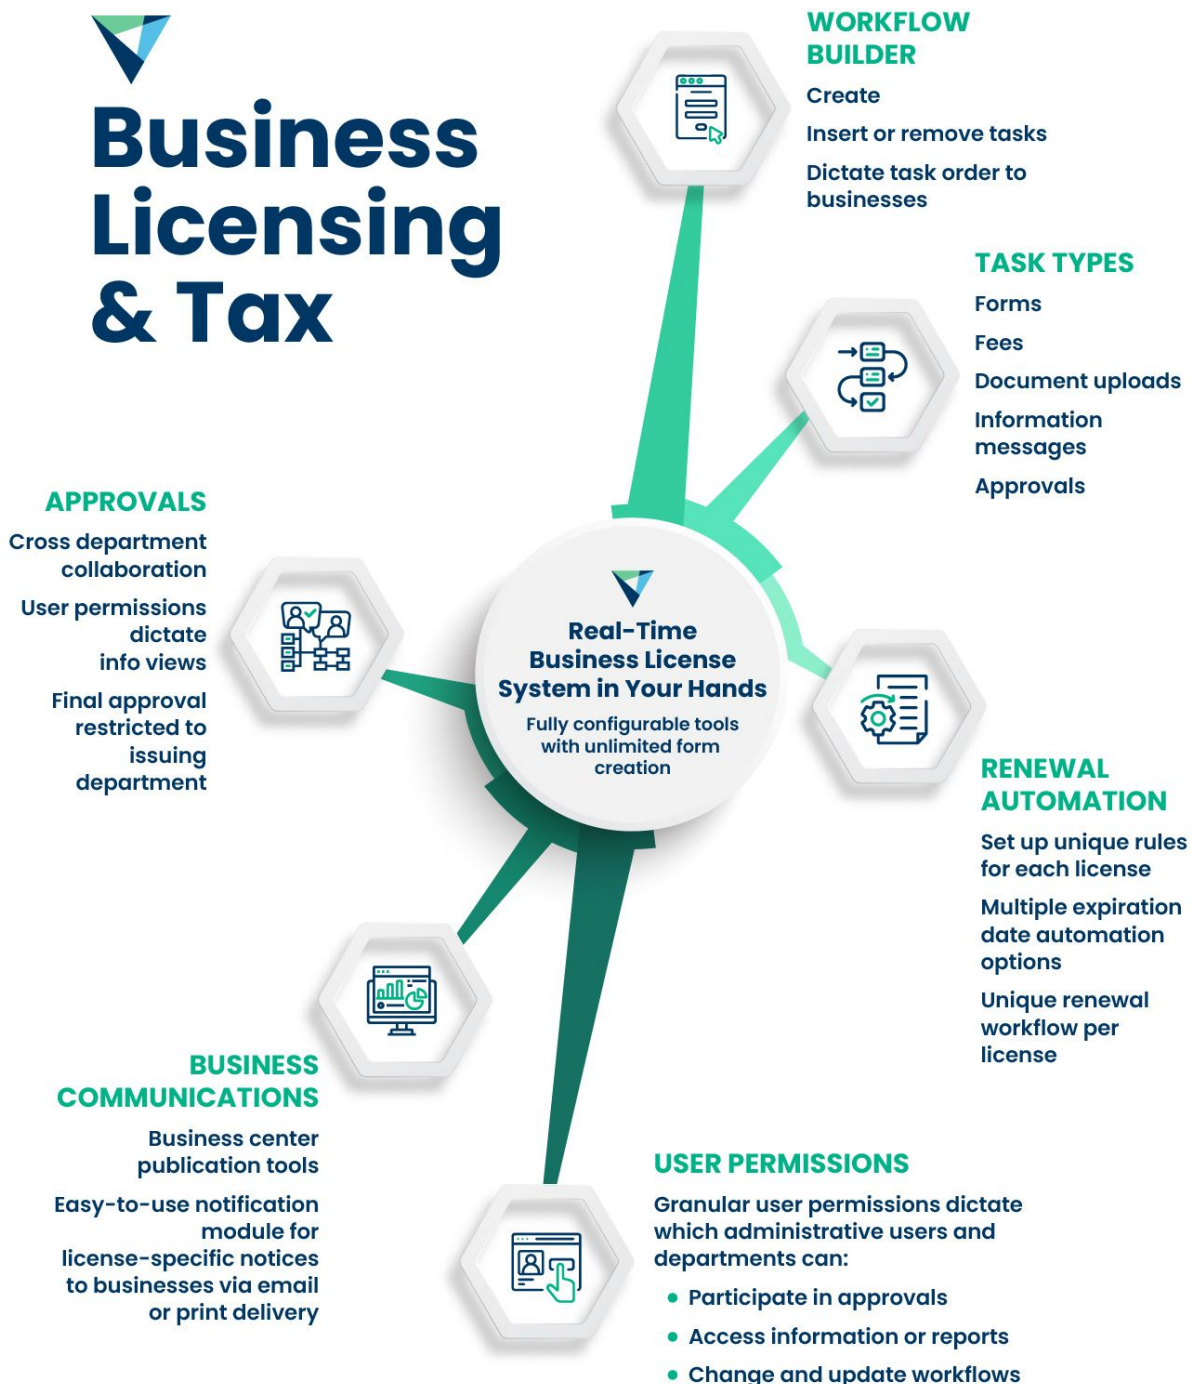 Business
Licensing
& Tax
WORKFLOW
BUILDER
Create
Insert or remove tasks
Dictate task order to
businesses
TASK TYPES
Forms
Fees
Document uploads
Information
messages
Approvals
APPROVALS
Cross department
collaboration
User permissions
dictate
info views
Final approval
restricted to
issuing
department
Real-Time
Business License
System in Your Hands
Fully configurable tools
with unlimited form
creation
RENEWAL
AUTOMATION
Set up unique rules
for each license
Multiple expiration
date automation
options
Unique renewal
workflow per
license
BUSINESS
COMMUNICATIONS
Business center
publication tools
Easy-to-use notification
module for
license-specific notices
to businesses via email
or print delivery
USER PERMISSIONS
Granular user permissions dictate
which administrative users and
departments can:
• Participate in approvals
• Access information or reports
• Change and update workflows